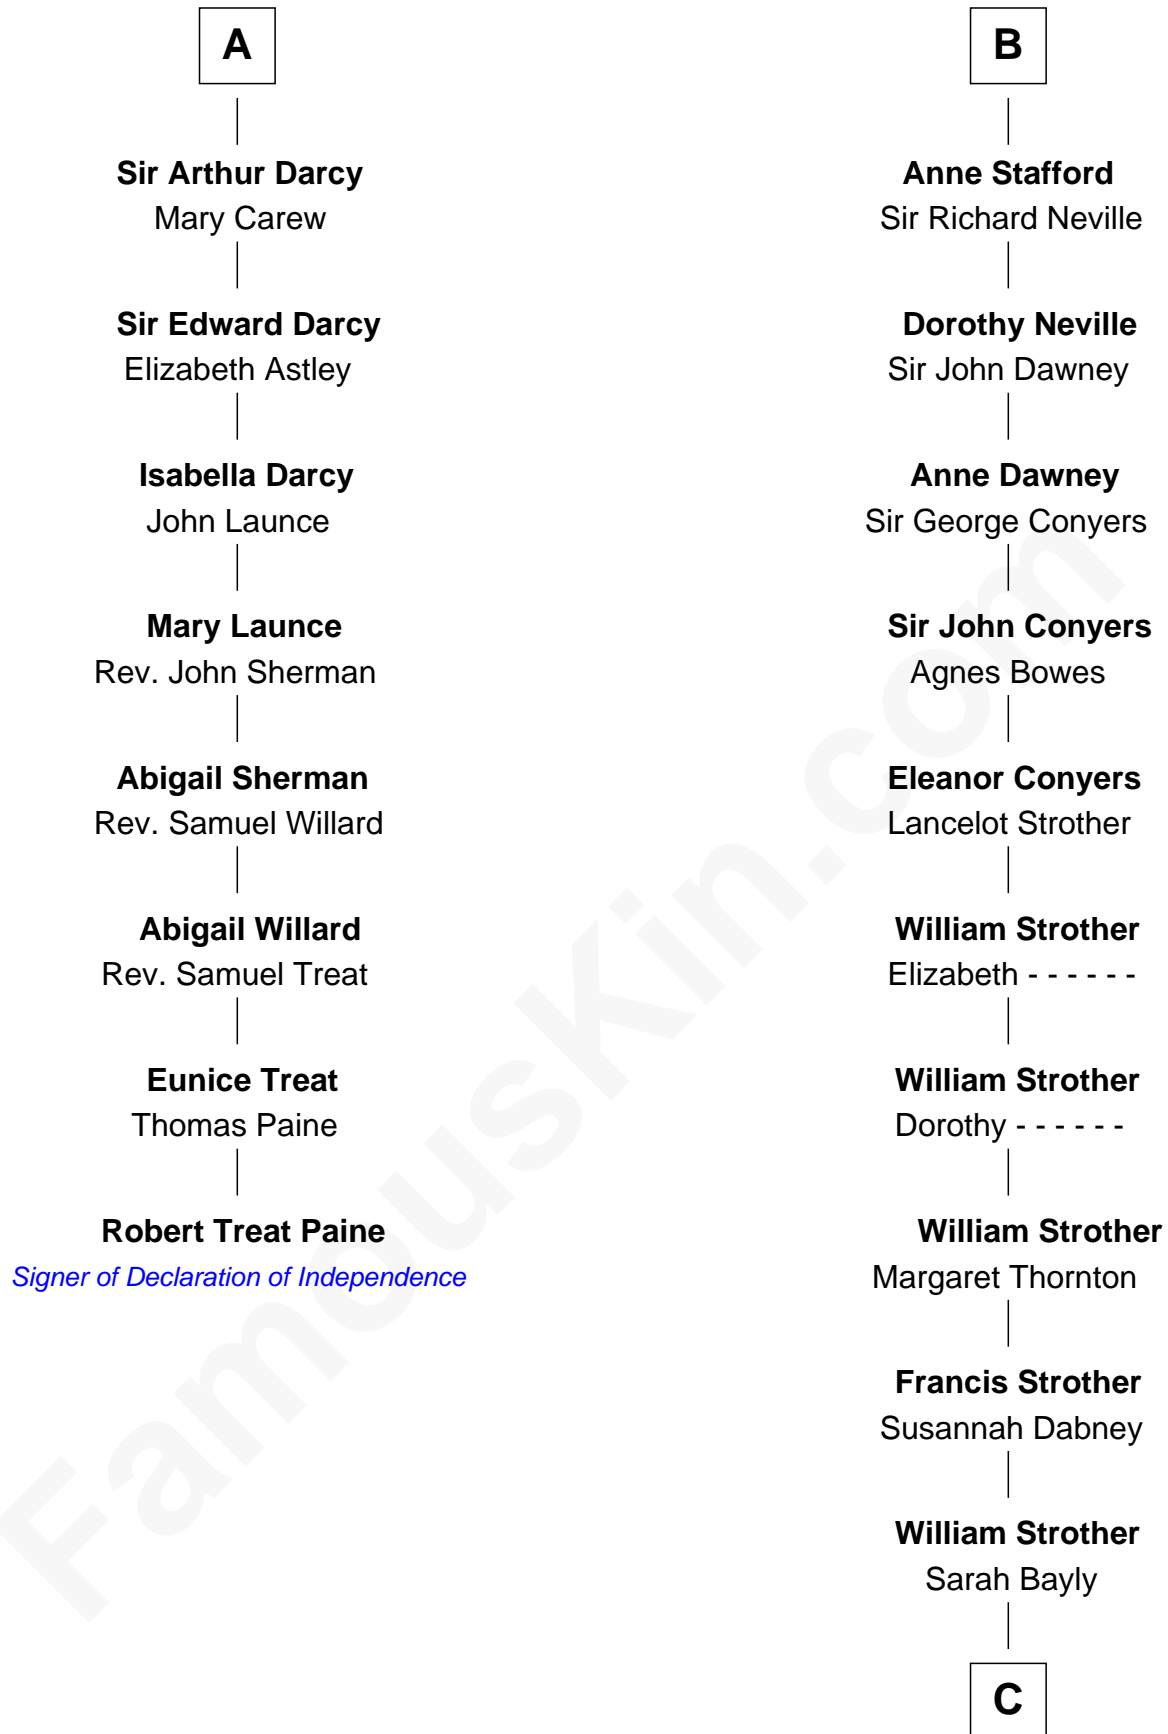 A
Sir Arthur Darcy
Mary Carew
Sir Edward Darcy
Elizabeth Astley
Isabella Darcy
John Launce
Mary Launce
Rev. John Sherman
Abigail Sherman
Rev. Samuel Willard
Abigail Willard
Rev. Samuel Treat
Eunice Treat
Thomas Paine
Robert Treat Paine
Signer of Declaration of Independence
B
Anne Stafford
Sir Richard Neville
Dorothy Neville
Sir John Dawney
Anne Dawney
Sir George Conyers
Sir John Conyers
Agnes Bowes
Eleanor Conyers
Lancelot Strother
William Strother
Elizabeth - - - - - -
William Strother
Dorothy - - - - - -
William Strother
Margaret Thornton
Francis Strother
Susannah Dabney
William Strother
Sarah Bayly
C
FamousKin.com